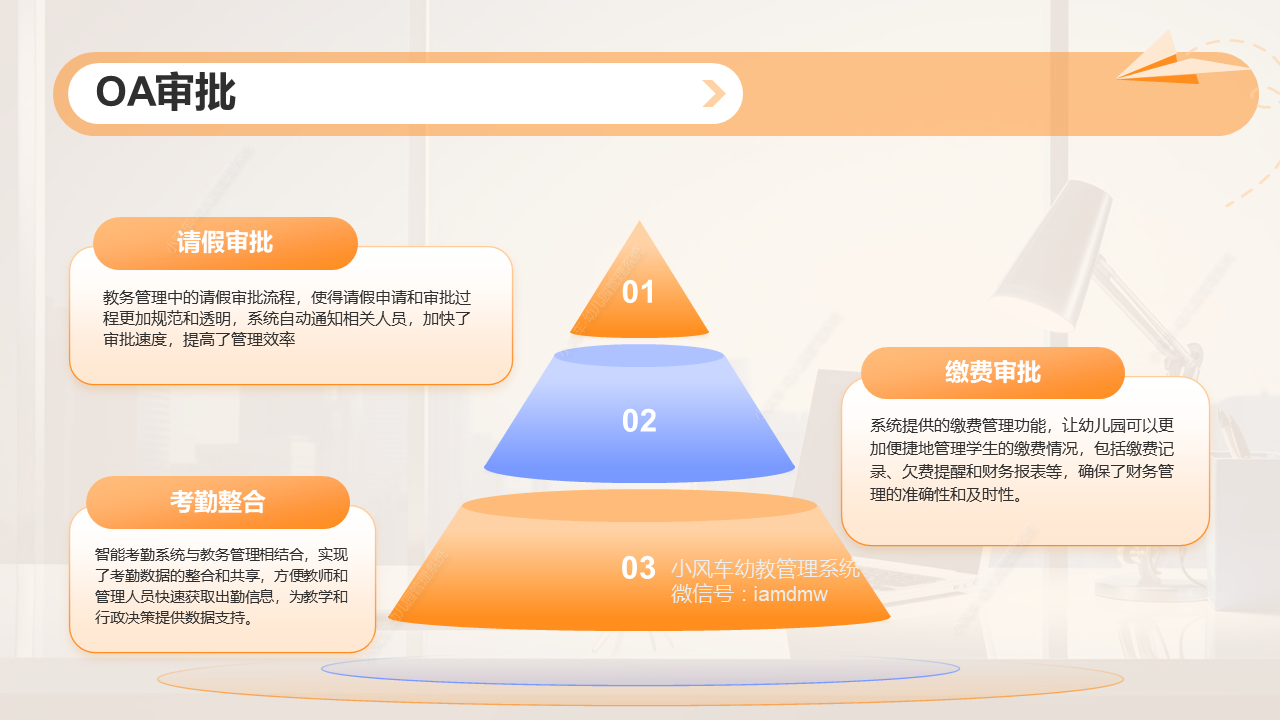 OA审批
请假审批
教务管理中的请假审批流程，使得请假申请和审批过
程更加规范和透明，系统自动通知相关人员，加快了
审批速度，提高了管理效率
01
02
缴费审批
系统提供的缴费管理功能，让幼儿园可以更
加便捷地管理学生的缴费情况，包括缴费记
录、欠费提醒和财务报表等，确保了财务管
理的准确性和及时性。
考勤整合
智能考勤系统与教务管理相结合，实现
了考勤数据的整合和共享，方便教师和
管理人员快速获取出勤信息，为教学和
行政决策提供数据支持。
03
小风车幼教管理系统
微信号：iamdmw